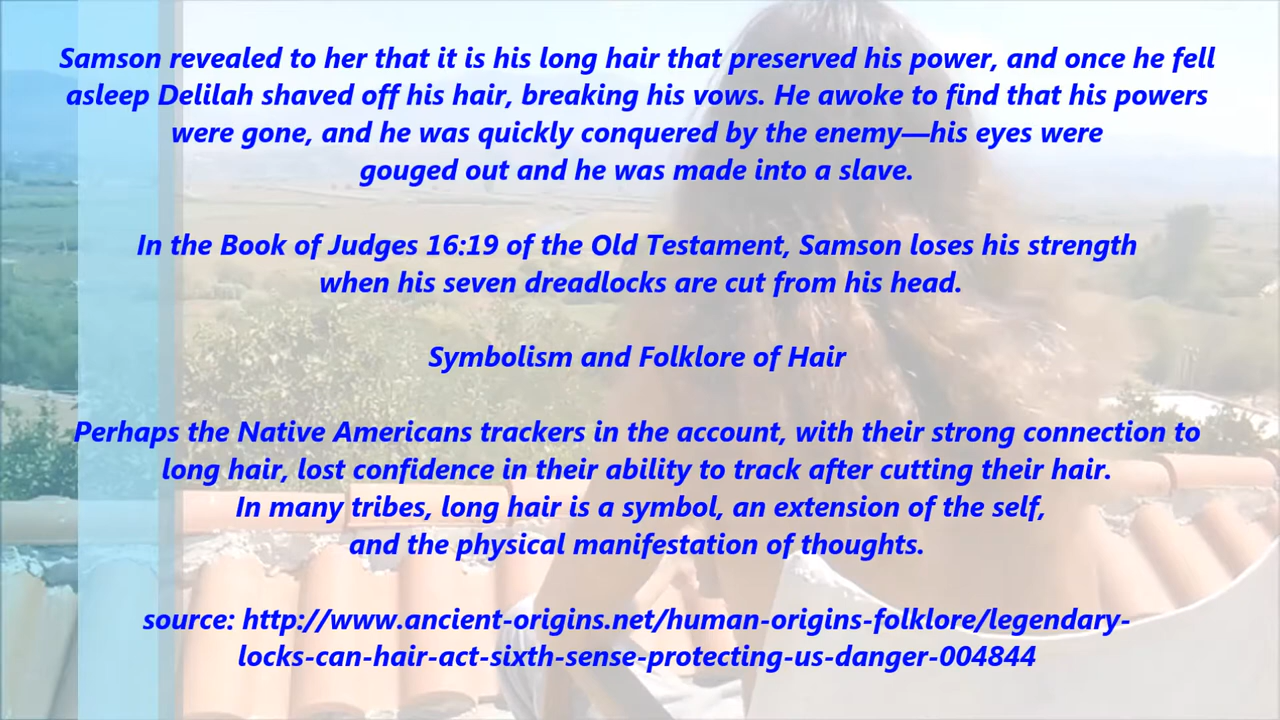 Samson revealed to her that it is his long hair that preserved his power, and once he fell
asleep Delilah shaved off his hair, breaking his vows. He awoke to find that his powers
were gone, and he was quickly conquered by the enemy—his eyes were
gouged out and he was made into a slave.
In the Book of Judges 16:19 of the Old Testament, Samson loses his strength
when his seven dreadlocks are cut from his head.
Symbolism and Folklore of Hair
Perhaps the Native Americans trackers in the account, with their strong connection to
long hair, lost confidence in their ability to track after cutting their hair.
In many tribes, long hair is a symbol, an extension of the self,
and the physical manifestation of thoughts.
source: http://www.ancient-origins.net/human-origins-folklore/legendary-
locks-can-hair-act-sixth-sense-protecting-us-danger-004844